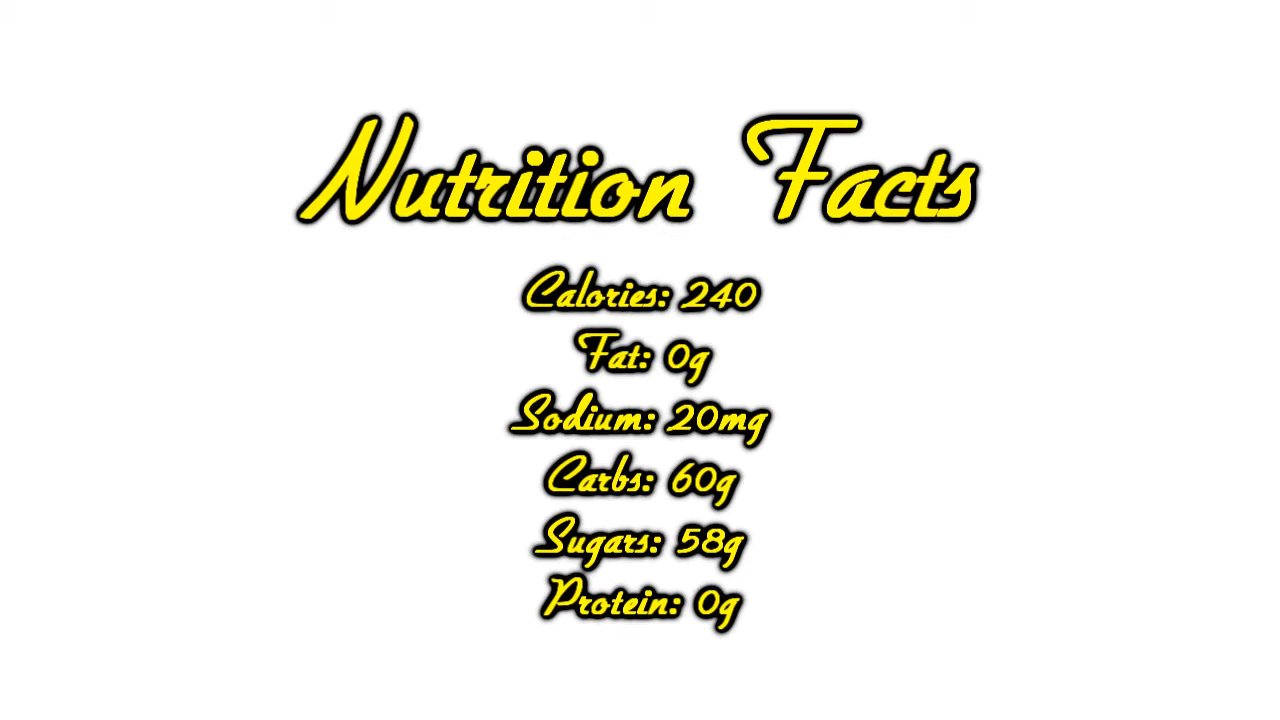 Nutrition Facts
Calories: 240
Fat: 0g
Sodium: 20mg
Carbs: 60g
Sugars: 58g
Protein: 0g